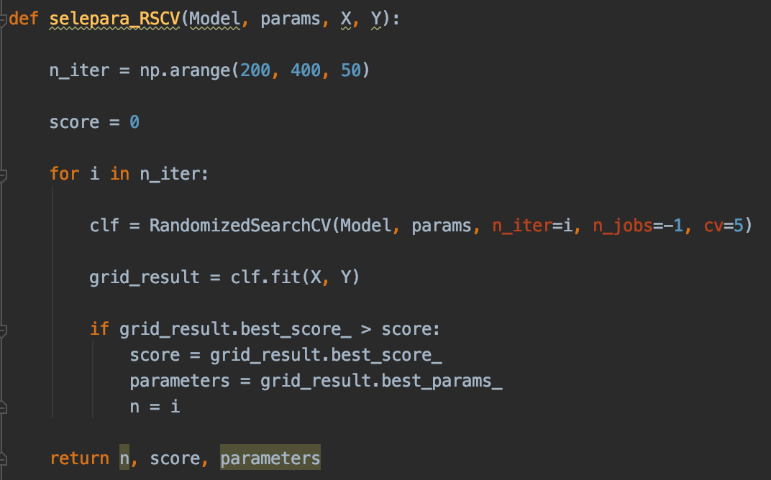 def selepara_RSCV(Model, params, X, Y):
n_iter = np.arange(200, 400, 50)
score = 0
for i in n_iter:
clf = RandomizedSearchCV(Model, params, n_iter=i, n_jobs=-1, cv=5)
grid_result = clf.fit(X, Y)
if grid_result.best_score_ > score:
score = grid_result.best_score_
parameters = grid_result.best_params_
n = i
return n, score, parameters